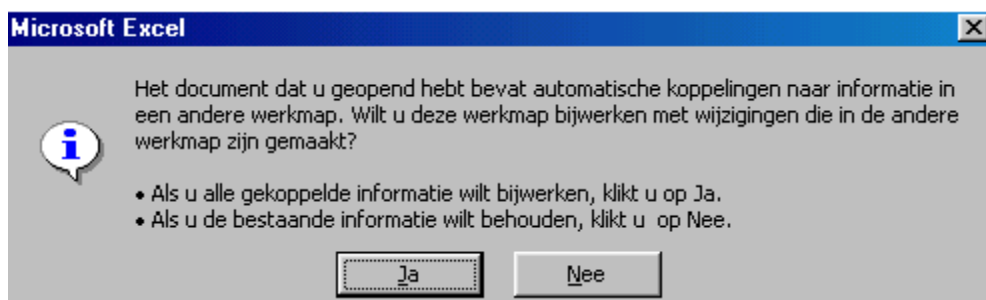 Microsoft Excel
Het document dat u geopend hebt bevat automatische koppelingen naar informatie in
een andere werkmap. Wilt u deze werkmap bijwerken met wijzigingen die in de andere
werkmap zijn gemaakt?
• Als u alle gekoppelde informatie wilt bijwerken, klikt u op Ja.
• Als u de bestaande informatie wilt behouden, klikt u  op Nee.
Ja Nee